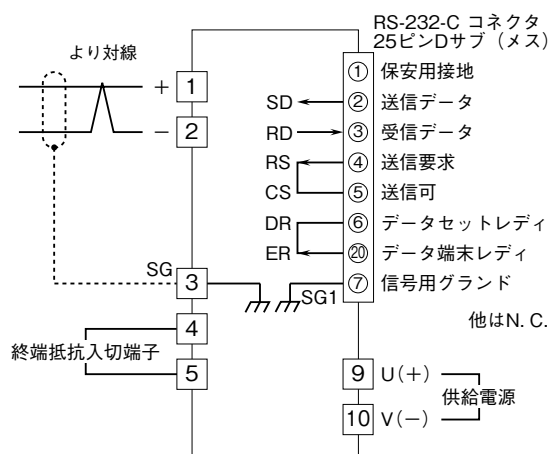 RS-232-C コネクタ
25ピンDサブ（メス）
より対線
+ 1
− 2
① 保安用接地
SD ② 送信データ
RD ③ 受信データ
RS ④ 送信要求
CS ⑤ 送信可
DR ⑥ データセットレディ
ER ⑳ データ端末レディ
SG1 ⑦ 信号用グランド
SG 3
他はN. C.
4
終端抵抗入切端子
5
9 U(+)
供給電源
10 V(−)